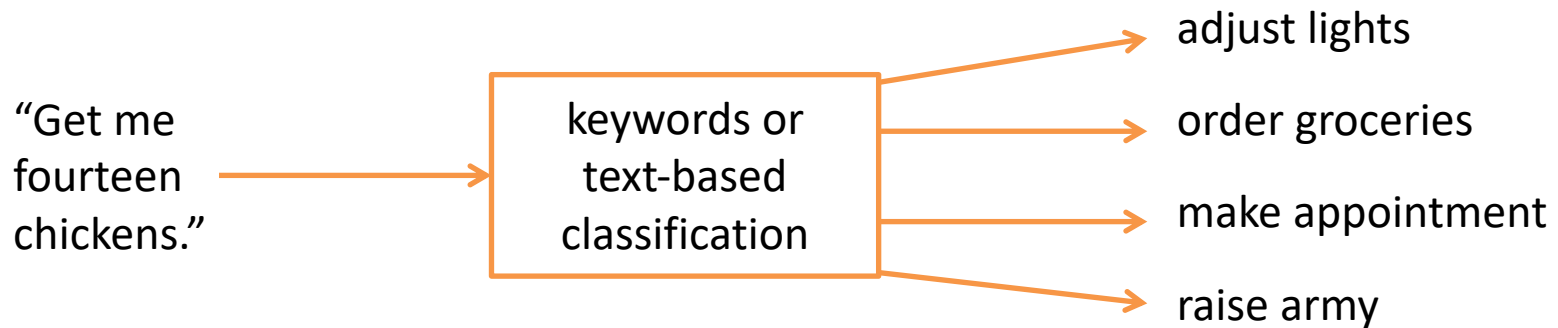 “Get me
fourteen
chickens.”
keywords or
text-based
classification
adjust lights
order groceries
make appointment
raise army